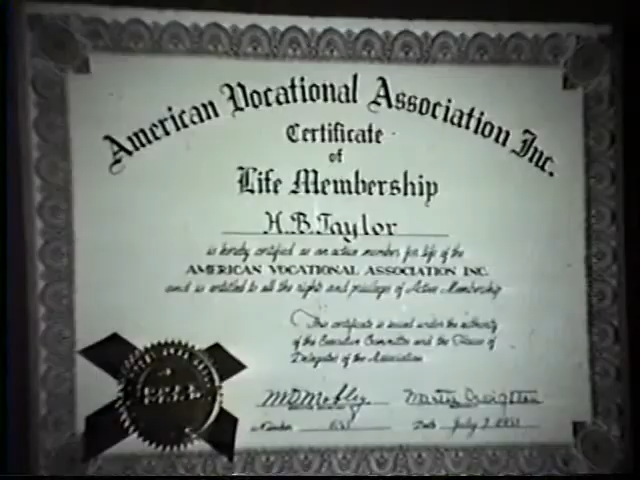 American Vocational Association Inc.
Certificate
of
Life Membership
H.B. Taylor
is hereby certified as an active member for life of the
AMERICAN VOCATIONAL ASSOCIATION INC.
and is entitled to all the rights and privileges of Active Membership
This certificate is issued under the authority
of the Executive Committee and the House of
Delegates of the Association
M D Mobley
Number
Date July